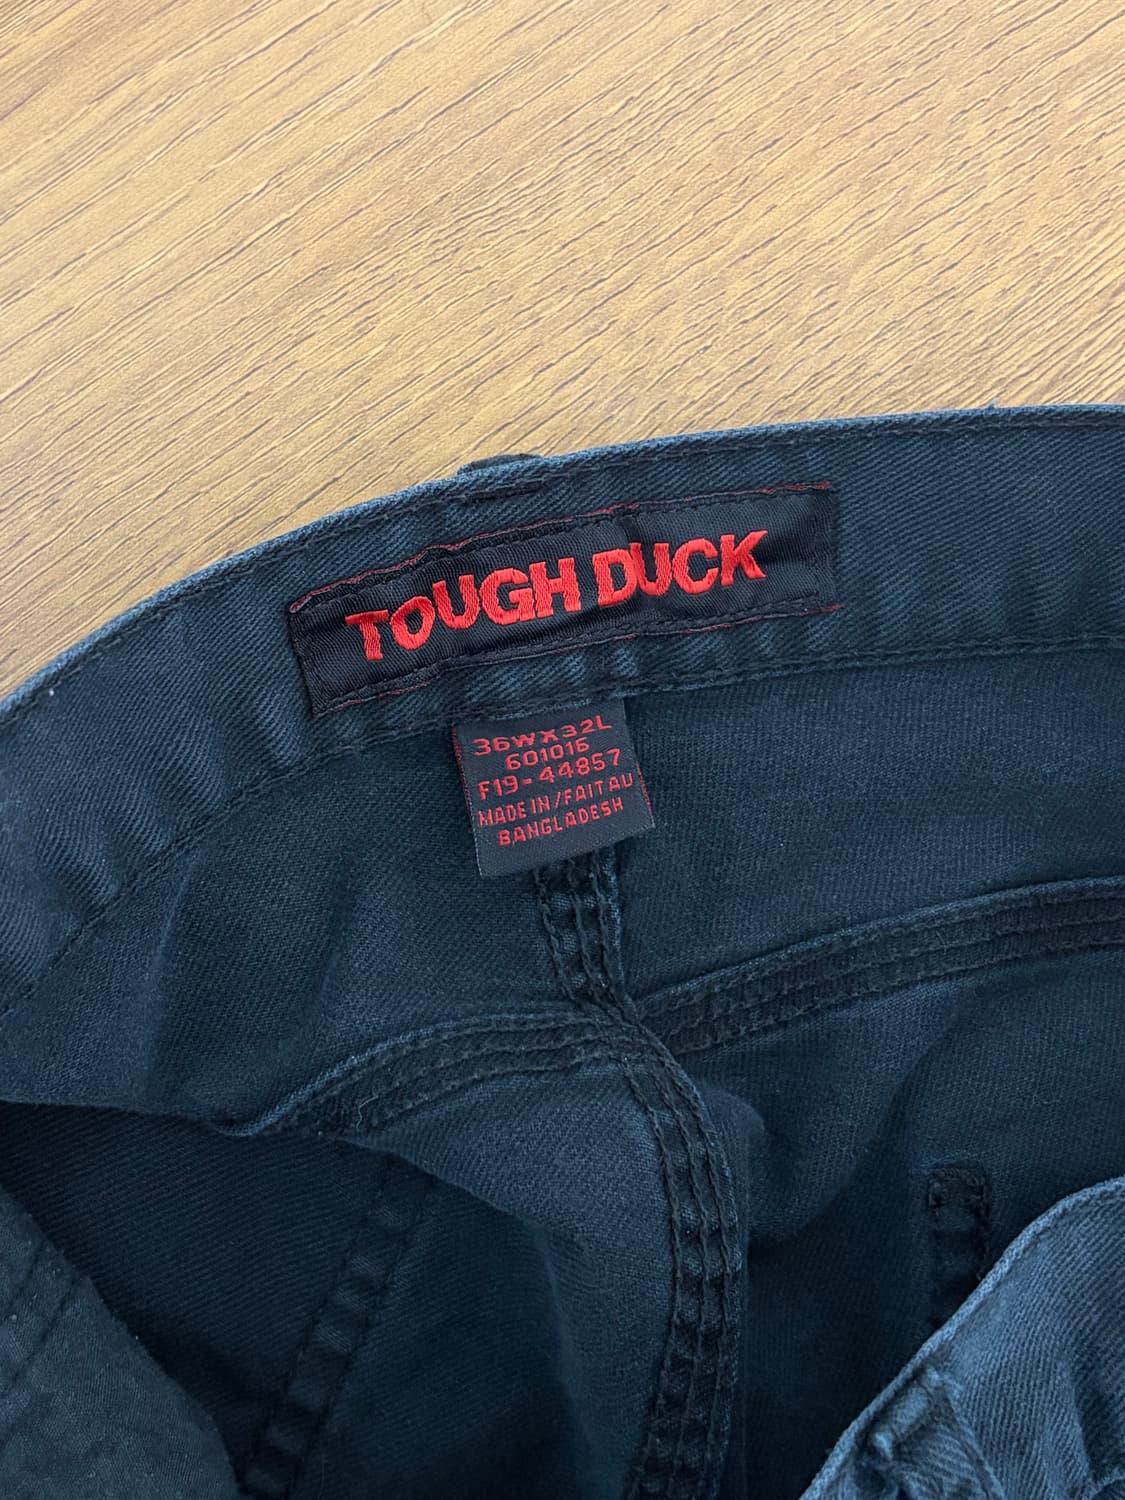 TOUGH DUCK
36WX32L
601016
F19-44857
MADE IN/FAIT AU
BANGLADESH